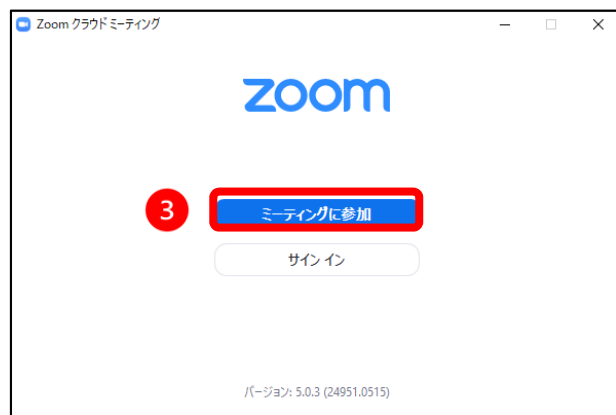 Zoom クラウド ミーティング
zoom
3
ミーティングに参加
サイン イン
バージョン: 5.0.3 (24951.0515)